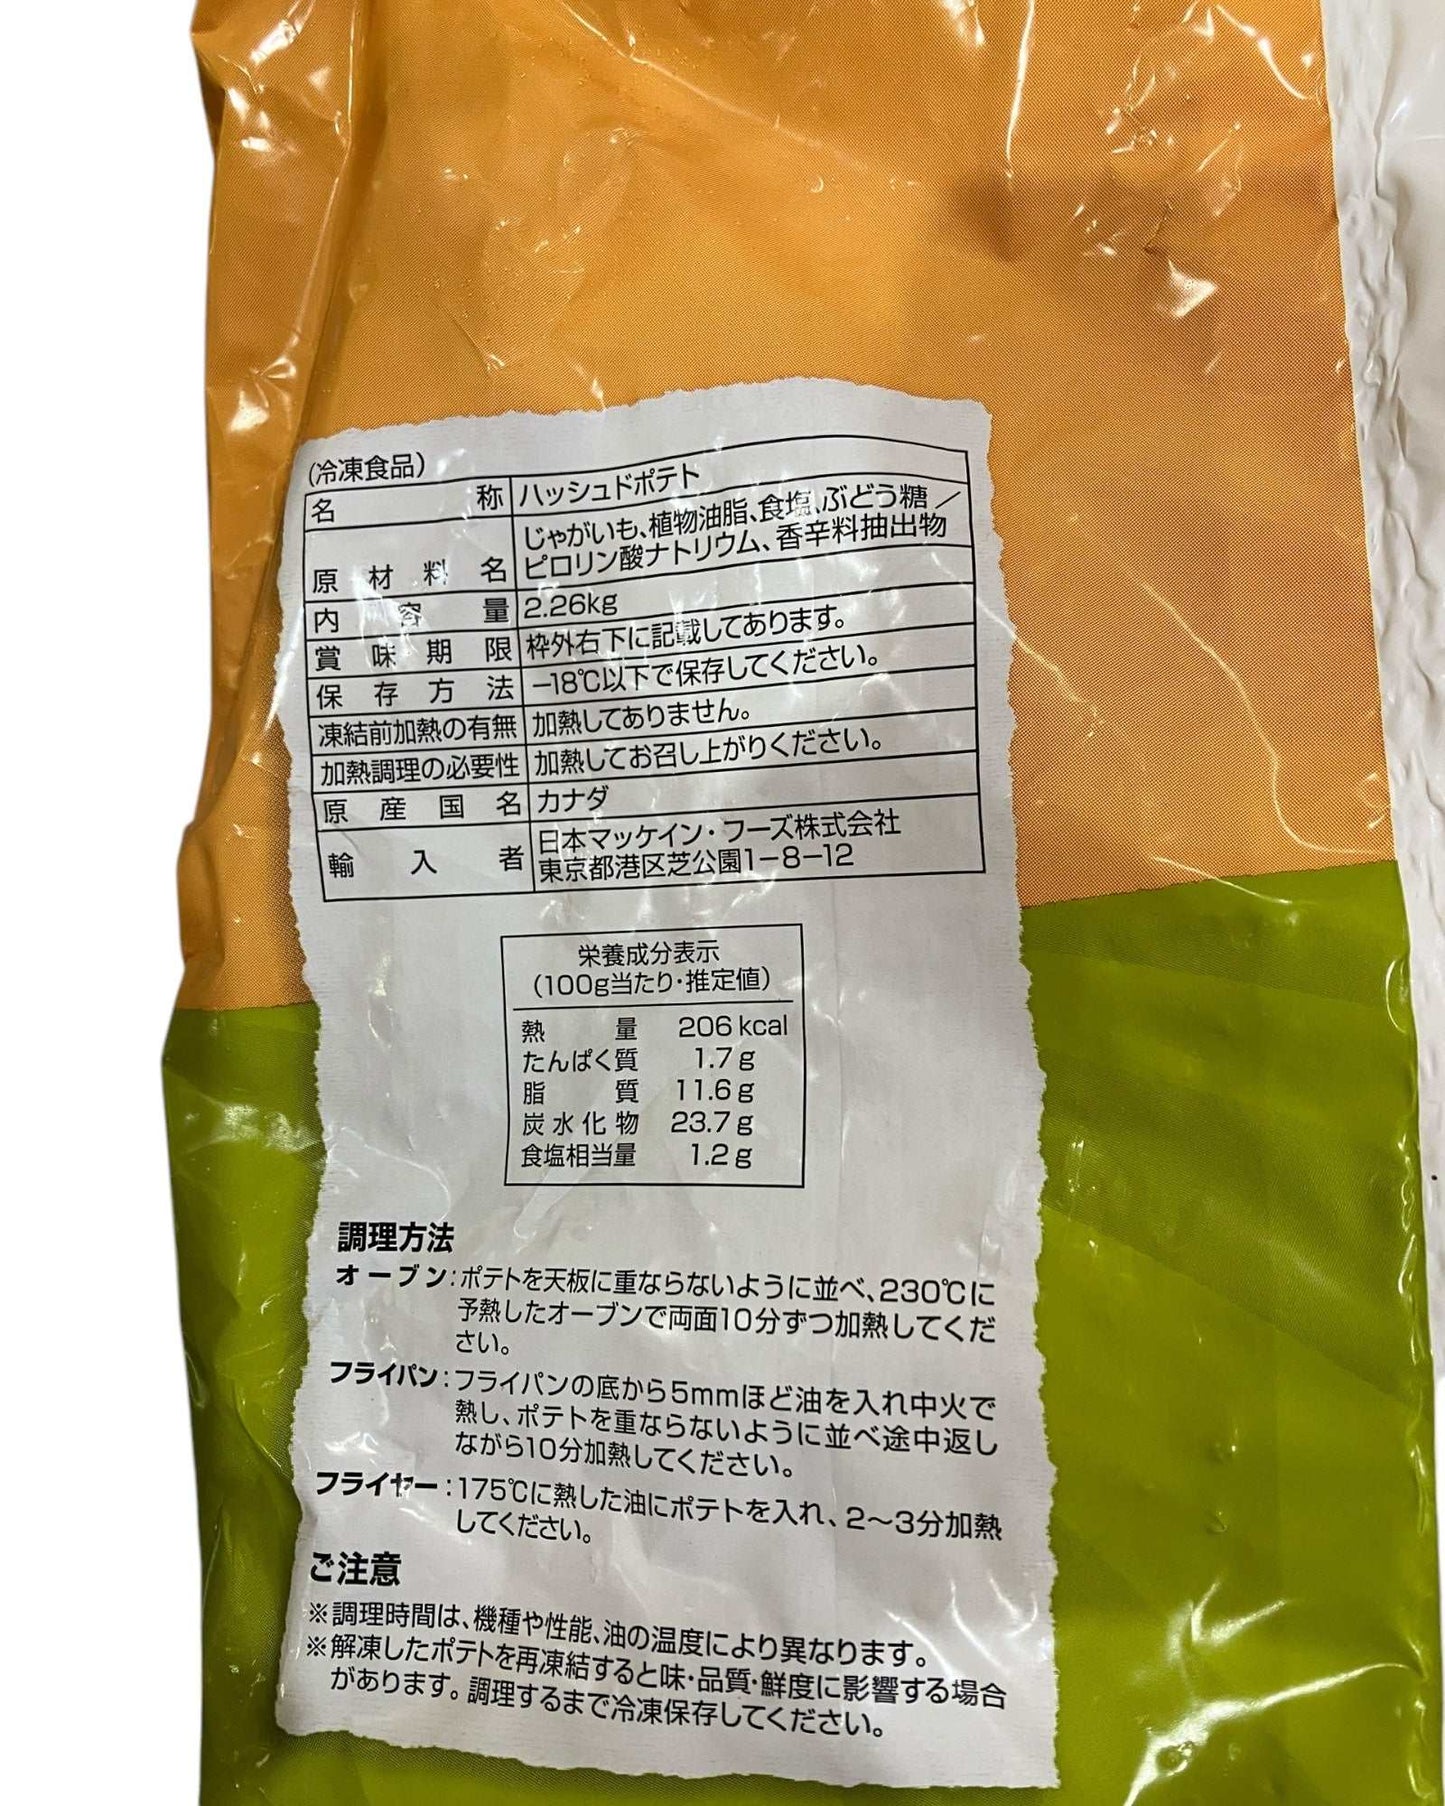 (冷凍食品)
名称 ハッシュドポテト
原材料名 じゃがいも、植物油脂、食塩、ぶどう糖／
ピロリン酸ナトリウム、香辛料抽出物
内容量 2.26kg
賞味期限 枠外右下に記載してあります。
保存方法 −18℃以下で保存してください。
凍結前加熱の有無 加熱してありません。
加熱調理の必要性 加熱してお召し上がりください。
原産国名 カナダ
輸入者 日本マッケイン・フーズ株式会社
東京都港区芝公園1−8−12
栄養成分表示
(100g当たり・推定値)
熱量 206kcal
たんぱく質 1.7g
脂質 11.6g
炭水化物 23.7g
食塩相当量 1.2g
調理方法
オーブン:ポテトを天板に重ならないように並べ、230℃に
予熱したオーブンで両面10分ずつ加熱してくだ
さい。
フライパン:フライパンの底から5mmほど油を入れ中火で
熱し、ポテトを重ならないように並べ途中返し
ながら10分加熱してください。
フライヤー:175℃に熱した油にポテトを入れ、2〜3分加熱
してください。
ご注意
※調理時間は、機種や性能、油の温度により異なります。
※解凍したポテトを再凍結すると味・品質・鮮度に影響する場合
があります。調理するまで冷凍保存してください。